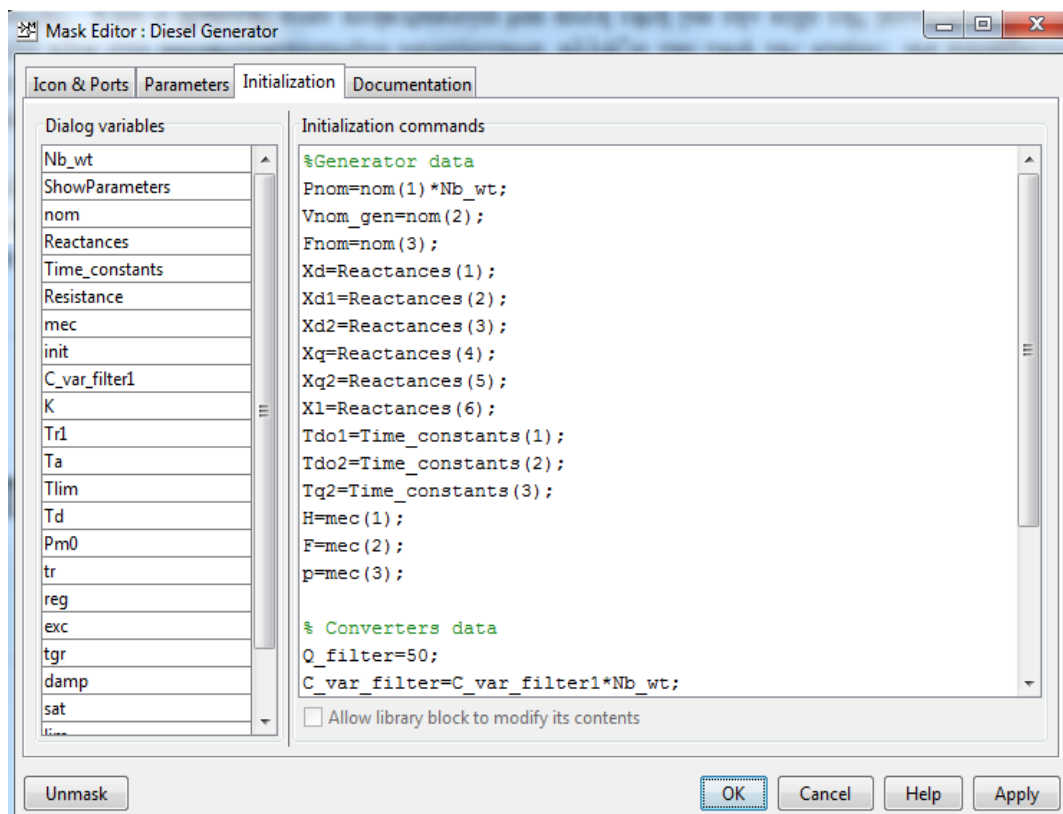 Mask Editor : Diesel Generator
Icon & Ports Parameters Initialization Documentation
Dialog variables
Nb_wt
ShowParameters
nom
Reactances
Time_constants
Resistance
mec
init
C_var_filter1
K
Tr1
Ta
Tlim
Td
Pm0
tr
reg
exc
tgr
damp
sat
Initialization commands
%Generator data
Pnom=nom(1)*Nb_wt;
Vnom_gen=nom(2);
Fnom=nom(3);
Xd=Reactances(1);
Xd1=Reactances(2);
Xd2=Reactances(3);
Xq=Reactances(4);
Xq2=Reactances(5);
Xl=Reactances(6);
Tdo1=Time_constants(1);
Tdo2=Time_constants(2);
Tq2=Time_constants(3);
H=mec(1);
F=mec(2);
p=mec(3);
% Converters data
Q_filter=50;
C_var_filter=C_var_filter1*Nb_wt;
Allow library block to modify its contents
Unmask OK Cancel Help Apply